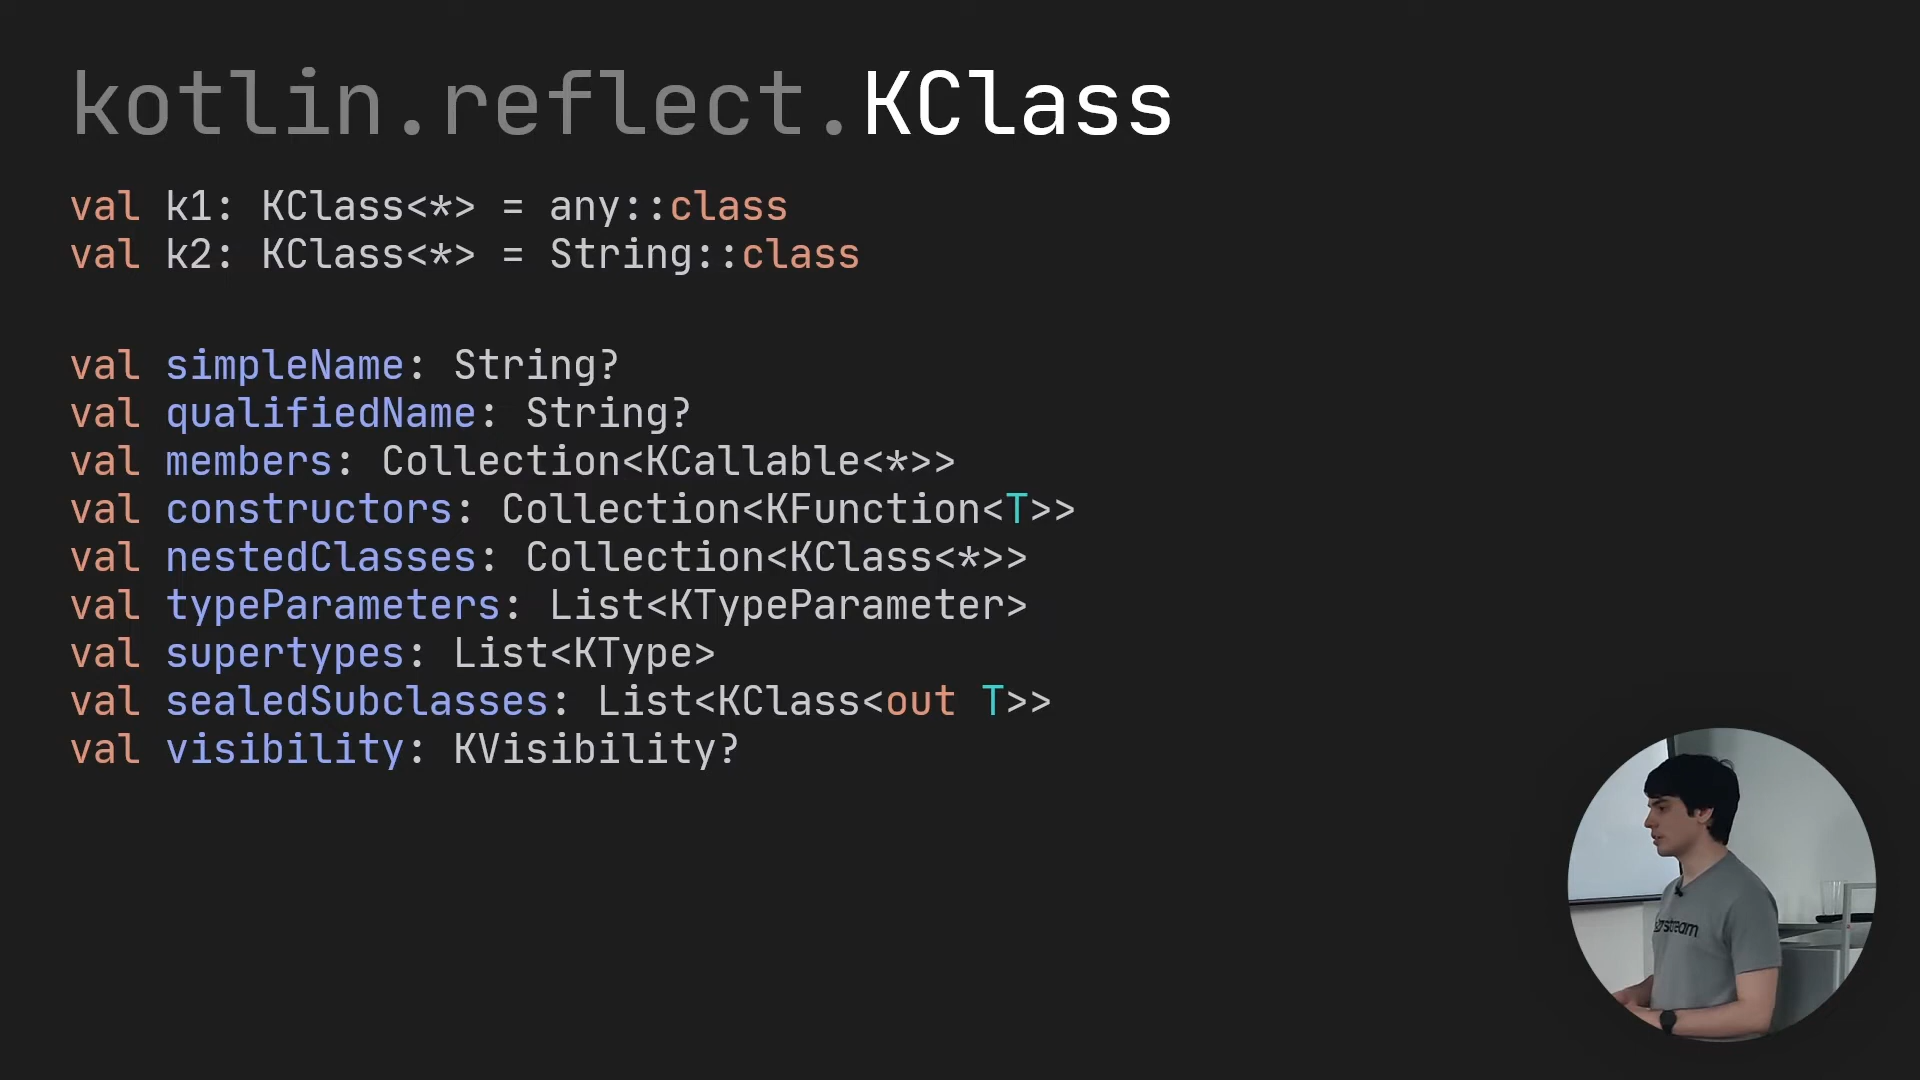 kotlin.reflect.KClass
val k1: KClass<*> = any::class
val k2: KClass<*> = String::class
val simpleName: String?
val qualifiedName: String?
val members: Collection<KCallable<*>>
val constructors: Collection<KFunction<T>>
val nestedClasses: Collection<KClass<*>>
val typeParameters: List<KTypeParameter>
val supertypes: List<KType>
val sealedSubclasses: List<KClass<out T>>
val visibility: KVisibility?